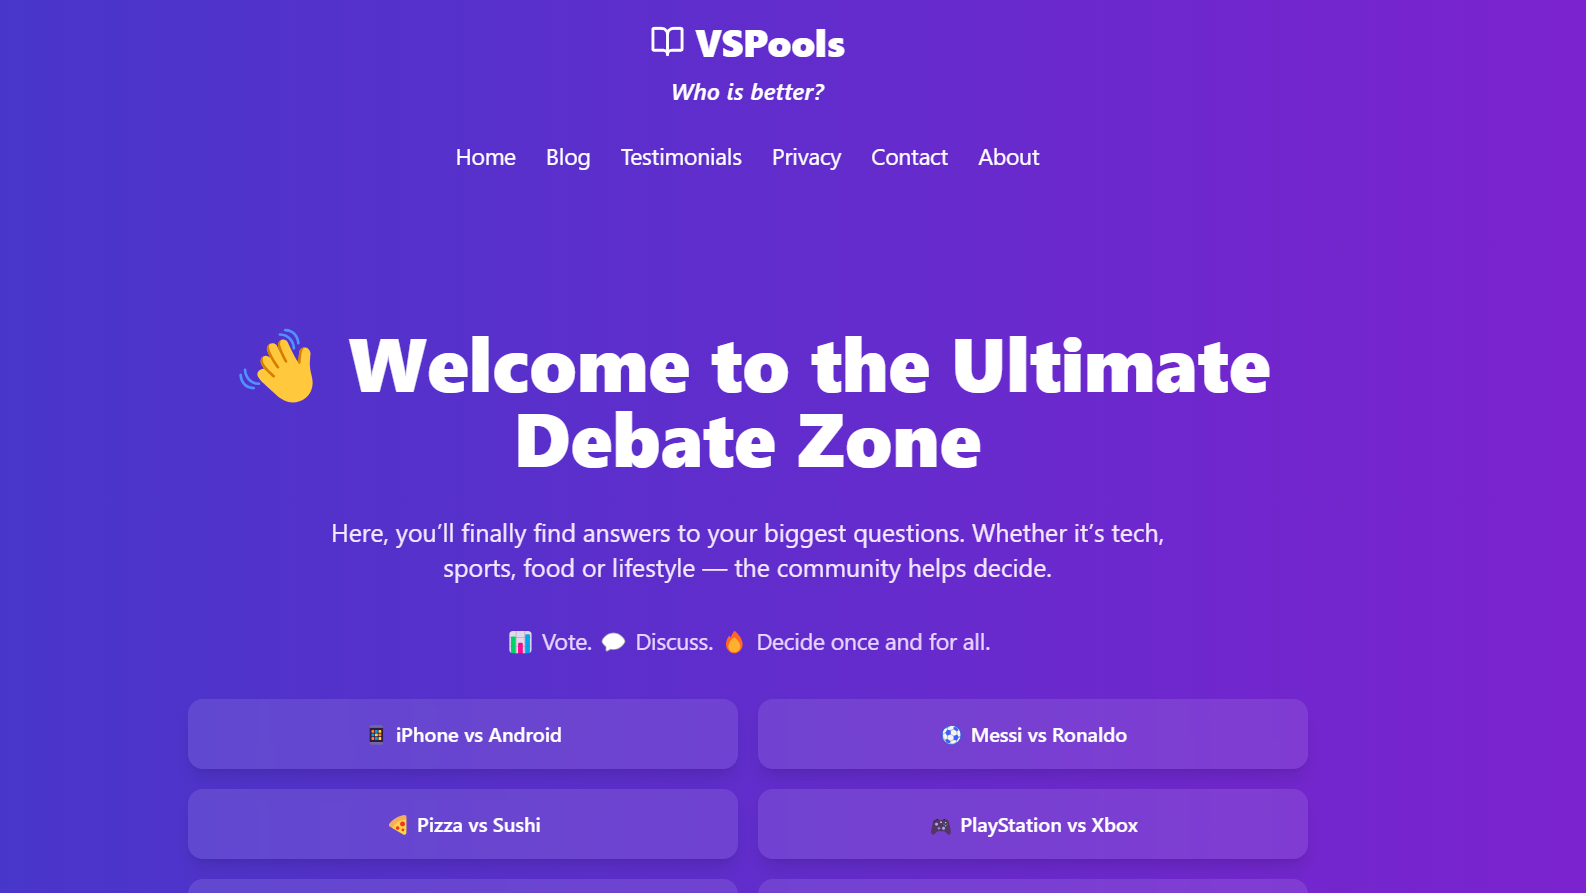 VSPools
Who is better?
Home Blog Testimonials Privacy Contact About
👋 Welcome to the Ultimate
Debate Zone
Here, you’ll finally find answers to your biggest questions. Whether it’s tech,
sports, food or lifestyle — the community helps decide.
📊 Vote. 💬 Discuss. 🔥 Decide once and for all.
📱 iPhone vs Android
⚽ Messi vs Ronaldo
🍕 Pizza vs Sushi
🎮 PlayStation vs Xbox